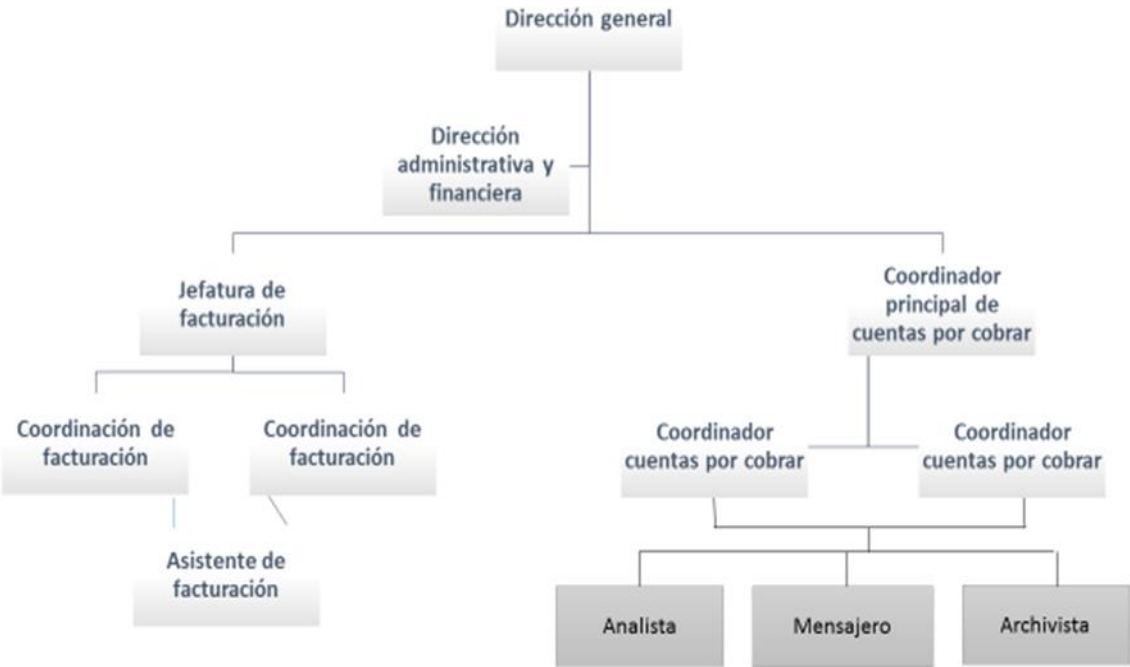 Dirección general
Dirección
administrativa y
financiera
Jefatura de
facturación
Coordinador
principal de
cuentas por cobrar
Coordinación de
facturación
Coordinación de
facturación
Coordinador
cuentas por cobrar
Coordinador
cuentas por cobrar
Asistente de
facturación
Analista
Mensajero
Archivista